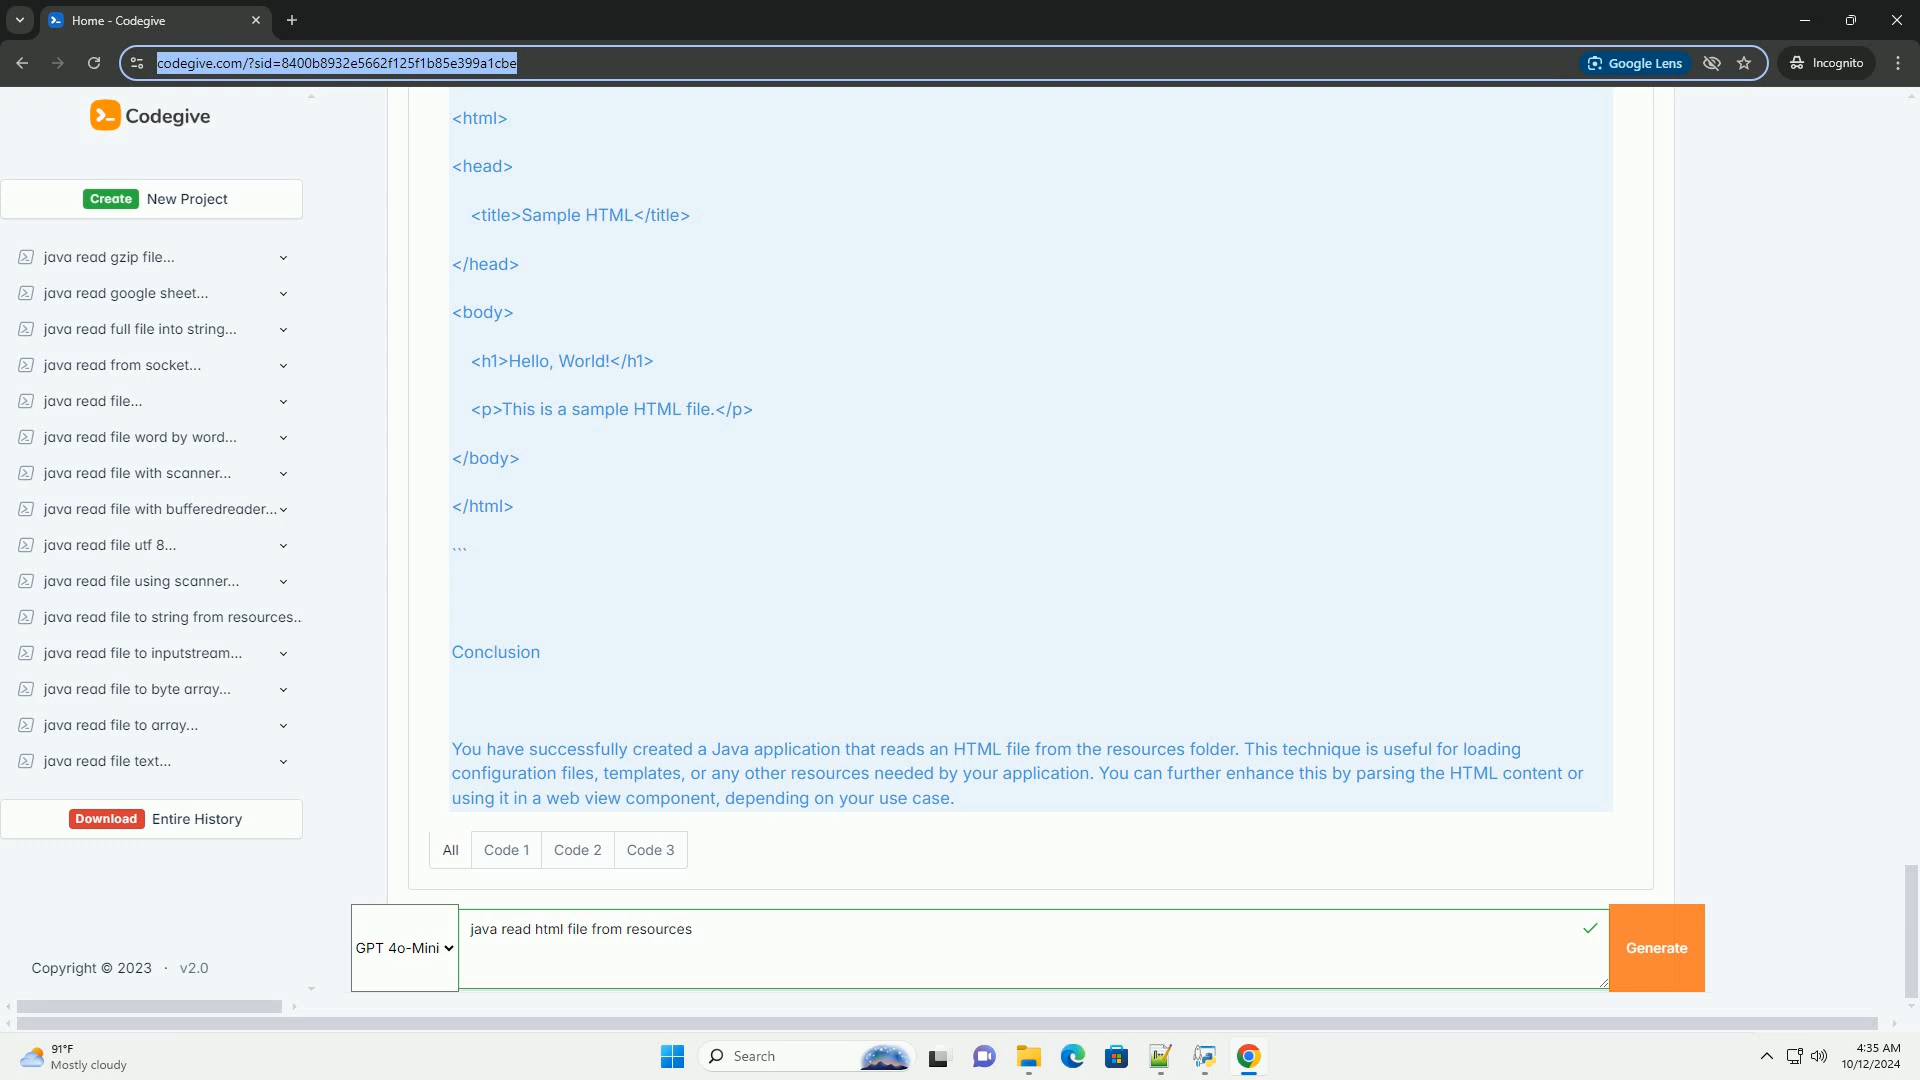 Home - Codegive
codegive.com/?sid=8400b8932e5662f125f1b85e399a1cbe
Google Lens
Incognito
Codegive
Create New Project
java read gzip file...
java read google sheet...
java read full file into string...
java read from socket...
java read file...
java read file word by word...
java read file with scanner...
java read file with bufferedreader...
java read file utf 8...
java read file using scanner...
java read file to string from resources..
java read file to inputstream...
java read file to byte array...
java read file to array...
java read file text...
Download Entire History
Copyright © 2023 · v2.0
<html>
<head>
<title>Sample HTML</title>
</head>
<body>
<h1>Hello, World!</h1>
<p>This is a sample HTML file.</p>
</body>
</html>
```
Conclusion
You have successfully created a Java application that reads an HTML file from the resources folder. This technique is useful for loading
configuration files, templates, or any other resources needed by your application. You can further enhance this by parsing the HTML content or
using it in a web view component, depending on your use case.
All Code 1 Code 2 Code 3
GPT 4o-Mini
java read html file from resources
Generate
91°F
Mostly cloudy
Search
4:35 AM
10/12/2024